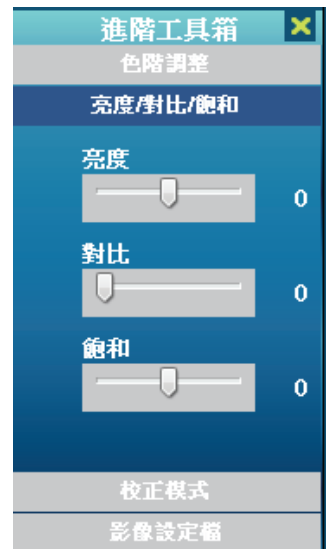 進階工具箱
色階調整
亮度/對比/飽和
亮度
0
對比
0
飽和
0
校正模式
影像設定檔